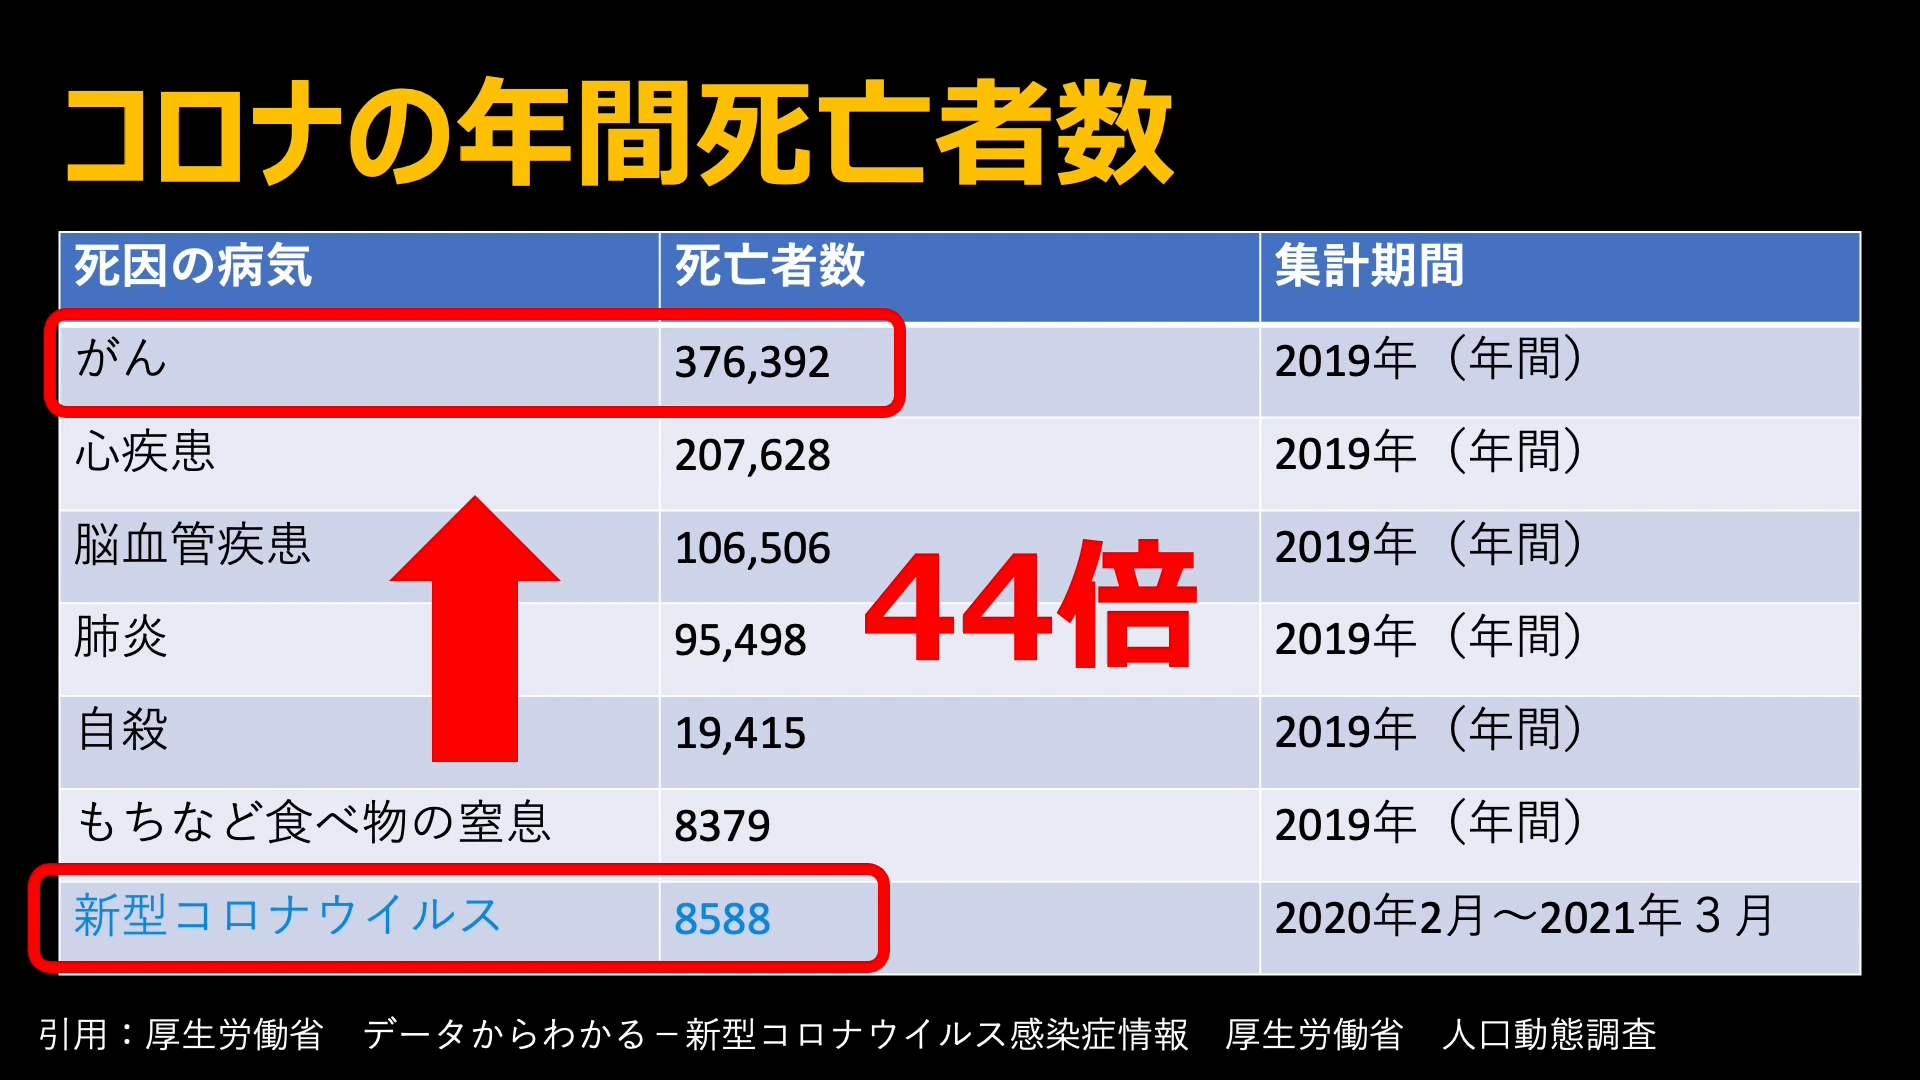 コロナの年間死亡者数
死因の病気 死亡者数 集計期間
がん 376,392 2019年（年間）
心疾患 207,628 2019年（年間）
脳血管疾患 106,506 2019年（年間）
44倍
肺炎 95,498 2019年（年間）
自殺 19,415 2019年（年間）
もちなど食べ物の窒息 8379 2019年（年間）
新型コロナウイルス 8588 2020年2月～2021年３月
引用：厚生労働省　データからわかる－新型コロナウイルス感染症情報　厚生労働省　人口動態調査